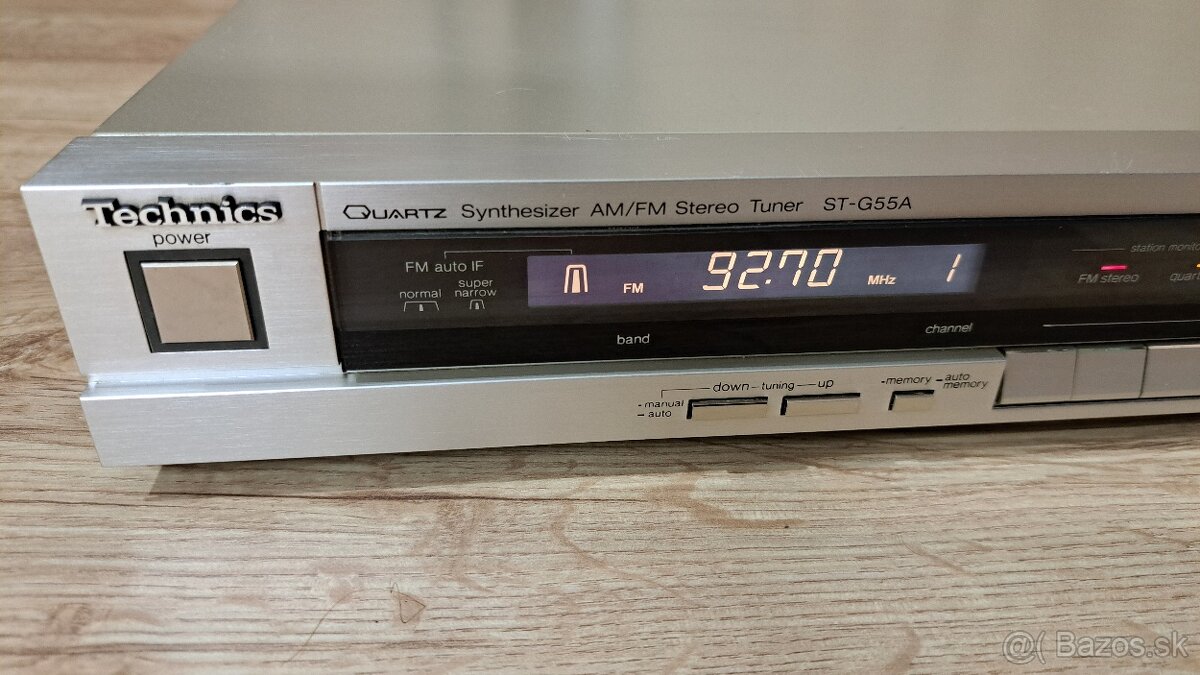 Technics
power
QUARTZ Synthesizer AM/FM Stereo Tuner ST-G55A
FM auto IF
normal
super
narrow
FM 92.70 MHz 1
station
FM stereo
band
channel
- manual
- auto
down - tuning - up
- memory
- auto
memory
@( Bazos.sk